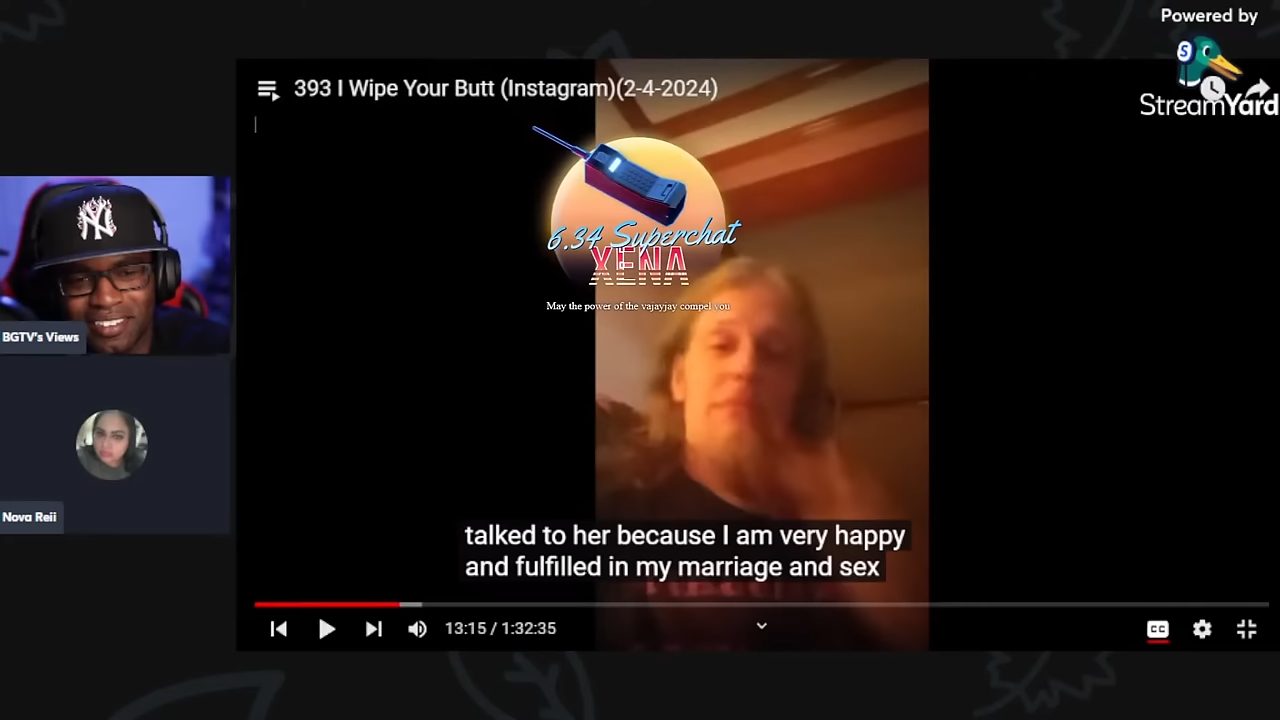 Powered by
S
StreamYard
393 I Wipe Your Butt (Instagram)(2-4-2024)
6.34 Superchat
XENA
May the power of the vajayjay compel you
NY
BGTV's Views
Nova Reii
talked to her because I am very happy
and fulfilled in my marriage and sex
13:15 / 1:32:35
CC